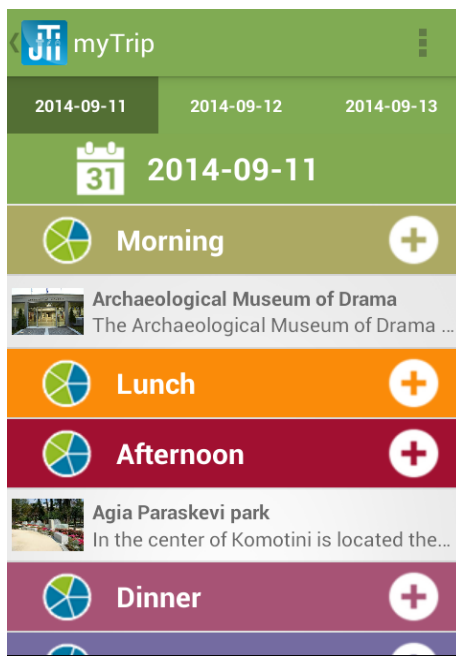 myTrip
2014-09-11 2014-09-12 2014-09-13
31 2014-09-11
Morning
Archaeological Museum of Drama
The Archaeological Museum of Drama ...
Lunch
Afternoon
Agia Paraskevi park
In the center of Komotini is located the...
Dinner